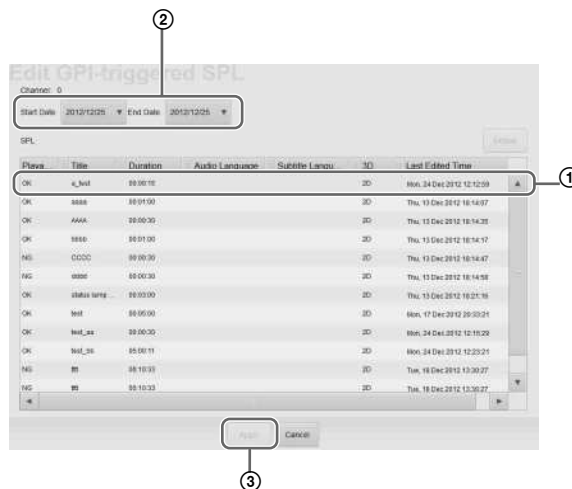 ②
Edit GPI-triggered SPL
Channel: 0
Start Date 2012/12/25 ▼ End Date 2012/12/25 ▼
SPL
Playa... Title Duration Audio Language Subtitle Langu... 3D Last Edited Time
①
OK a_test 00:00:10 2D Mon, 24 Dec 2012 12:12:59
OK 00:01:00 2D Thu, 13 Dec 2012 18:14:07
OK AAAA 00:00:30 2D Thu, 13 Dec 2012 18:14:35
OK 00:01:00 2D Thu, 13 Dec 2012 18:14:17
NG CCCC 00:00:30 2D Thu, 13 Dec 2012 18:14:47
NG 00:00:30 2D Thu, 13 Dec 2012 18:14:58
OK status lamp ... 00:03:00 2D Thu, 13 Dec 2012 18:21:16
OK test 00:05:00 2D Mon, 17 Dec 2012 20:33:21
OK test_aa 00:00:30 2D Mon, 24 Dec 2012 12:15:29
OK 05:00:11 2D Mon, 24 Dec 2012 12:23:21
NG 00:10:33 2D Tue, 18 Dec 2012 13:30:27
NG 00:10:33 2D Tue, 18 Dec 2012 13:30:27
Apply Cancel
③